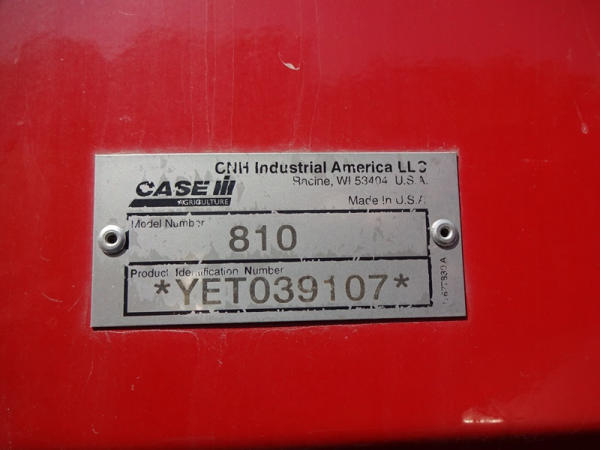 CNH Industrial America LLC
Racine, WI 53404 U.S.A.
CASE IH
AGRICULTURE
Made In U.S.A.
Model Number
810
Product Identification Number
*YET039107*